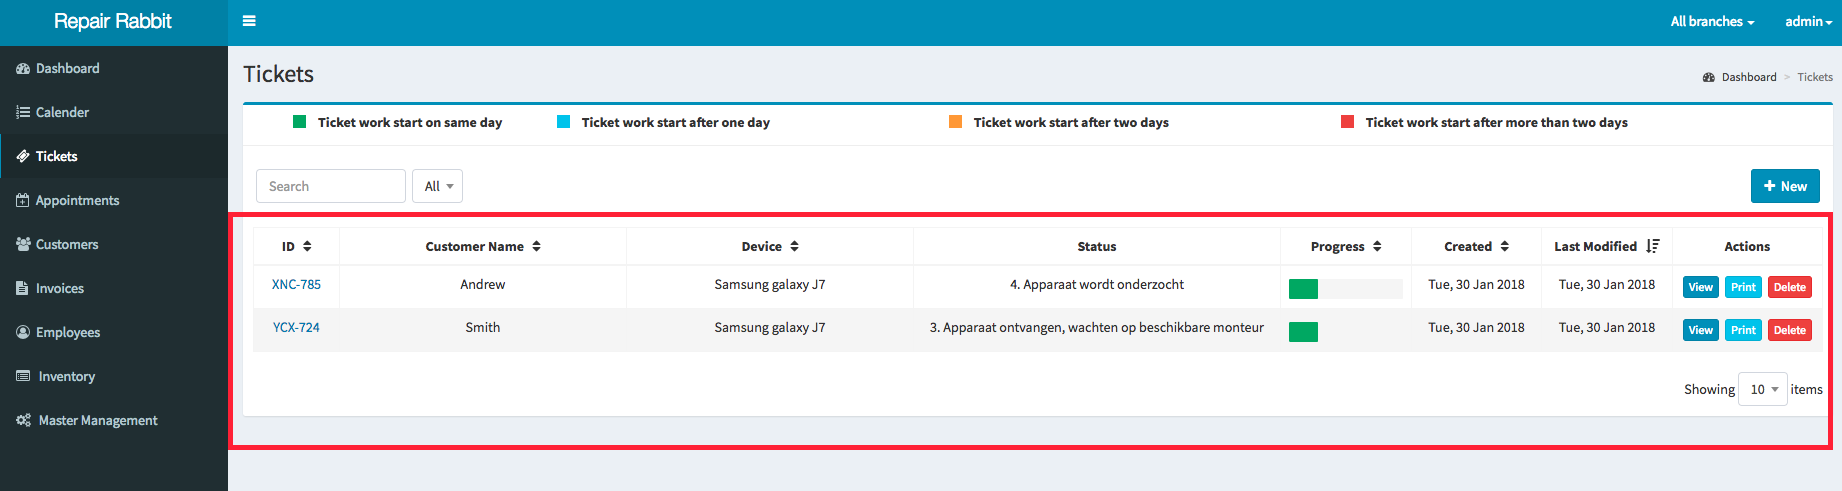 Repair Rabbit
All branches
admin
Dashboard
Calender
Tickets
Appointments
Customers
Invoices
Employees
Inventory
Master Management
Tickets
Dashboard > Tickets
Ticket work start on same day
Ticket work start after one day
Ticket work start after two days
Ticket work start after more than two days
Search
All
+ New
ID Customer Name Device Status Progress Created Last Modified Actions
XNC-785 Andrew Samsung galaxy J7 4. Apparaat wordt onderzocht Tue, 30 Jan 2018 Tue, 30 Jan 2018 View Print Delete
YCX-724 Smith Samsung galaxy J7 3. Apparaat ontvangen, wachten op beschikbare monteur Tue, 30 Jan 2018 Tue, 30 Jan 2018 View Print Delete
Showing 10 items